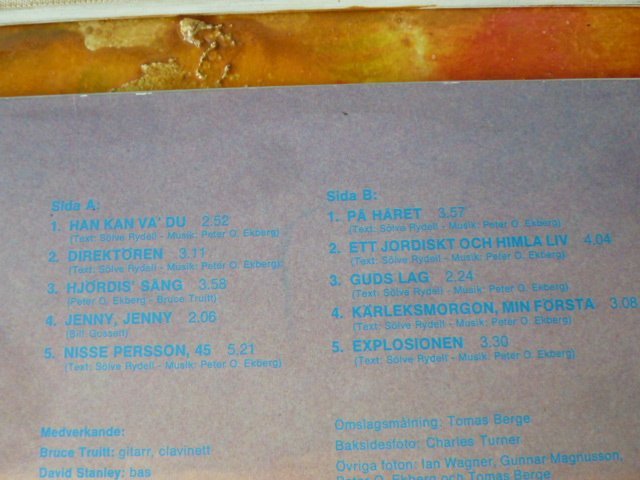 Sida A:
1. HAN KAN VA' DU 2.52
(Text: Sölve Rydell - Musik: Peter O. Ekberg)
2. DIREKTÖREN 3.11
(Text: Sölve Rydell - Musik: Peter O. Ekberg)
3. HJÖRDIS' SÅNG 3.58
(Peter O. Ekberg - Bruce Truitt)
4. JENNY, JENNY 2.06
(Bill Gossett)
5. NISSE PERSSON, 45 5.21
(Text: Sölve Rydell - Musik: Peter O. Ekberg)
Medverkande:
Bruce Truitt: gitarr, clavinett
David Stanley: bas
Sida B:
1. PÅ HÅRET 3.57
(Text: Sölve Rydell - Musik: Peter O. Ekberg)
2. ETT JORDISKT OCH HIMLA LIV 4.04
(Text: Sölve Rydell - Musik: Peter O. Ekberg)
3. GUDS LAG 2.24
(Text: Sölve Rydell - Musik: Peter O. Ekberg)
4. KÄRLEKSMORGON, MIN FÖRSTA 3.08
(Text: Sölve Rydell - Musik: Peter O. Ekberg)
5. EXPLOSIONEN 3.30
(Text: Sölve Rydell - Musik: Peter O. Ekberg)
Omslagsmålning: Tomas Berge
Baksidesfoto: Charles Turner
Övriga foton: Ian Wagner, Gunnar Magnusson,
Peter O. Ekberg och Tomas Berge